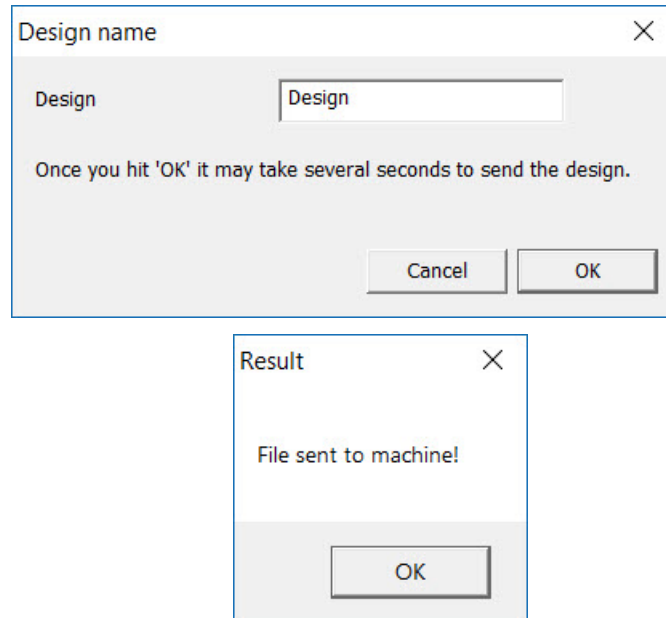 Design name
Design Design
Once you hit 'OK' it may take several seconds to send the design.
Cancel OK
Result
File sent to machine!
OK